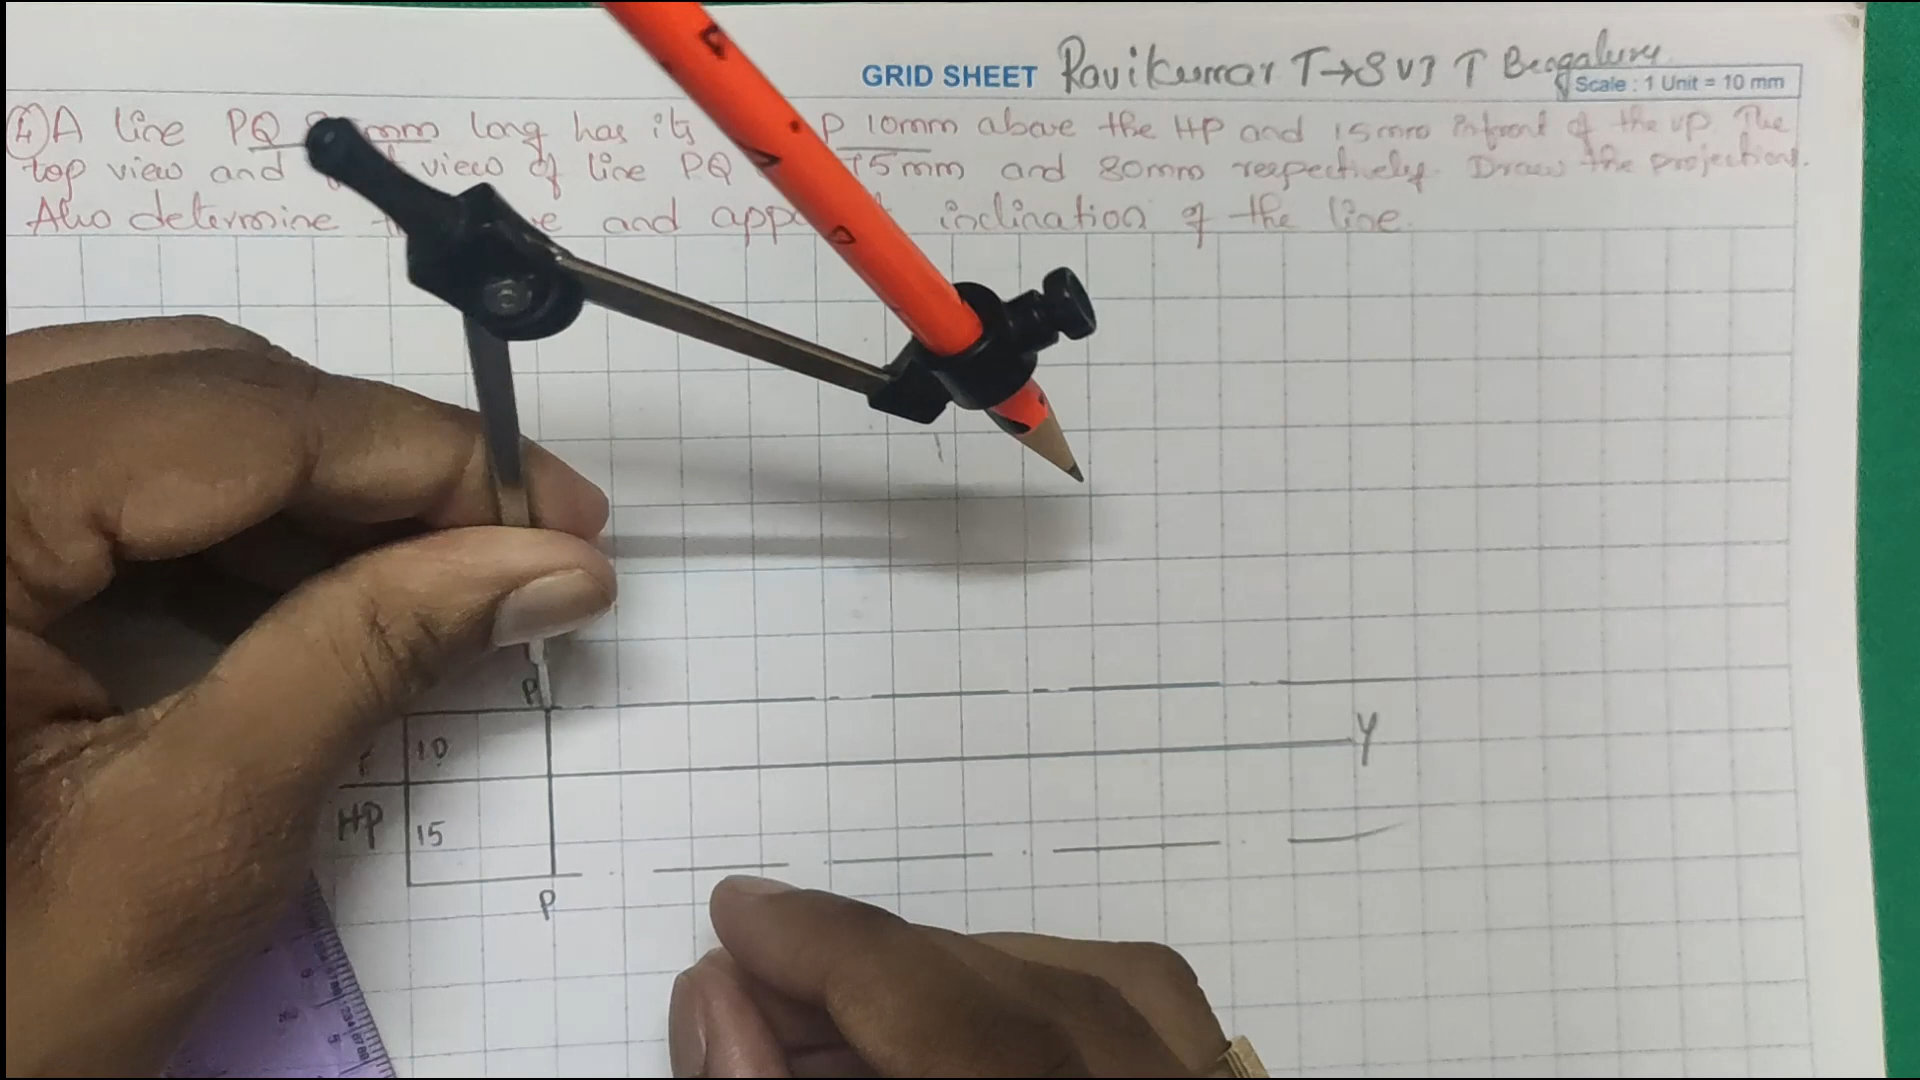 GRID SHEET Ravikumar T→SVIT Bengaluru
Scale : 1 Unit = 10 mm
4) A line PQ mm long has its P 10mm above the HP and 15mm infront of the VP. The
top view and view of line PQ 75mm and 80mm respectively. Draw the projections.
Also determine and inclination of the line.
P
10
Y
HP
15
P